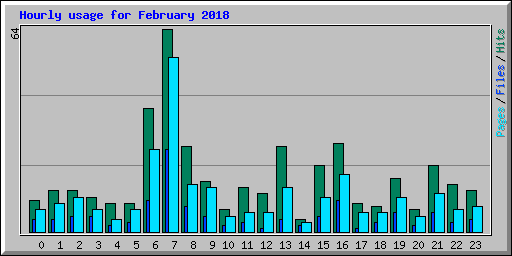 Hourly usage for February 2018
64
Pages/Files/Hits
0 1 2 3 4 5 6 7 8 9 10 11 12 13 14 15 16 17 18 19 20 21 22 23